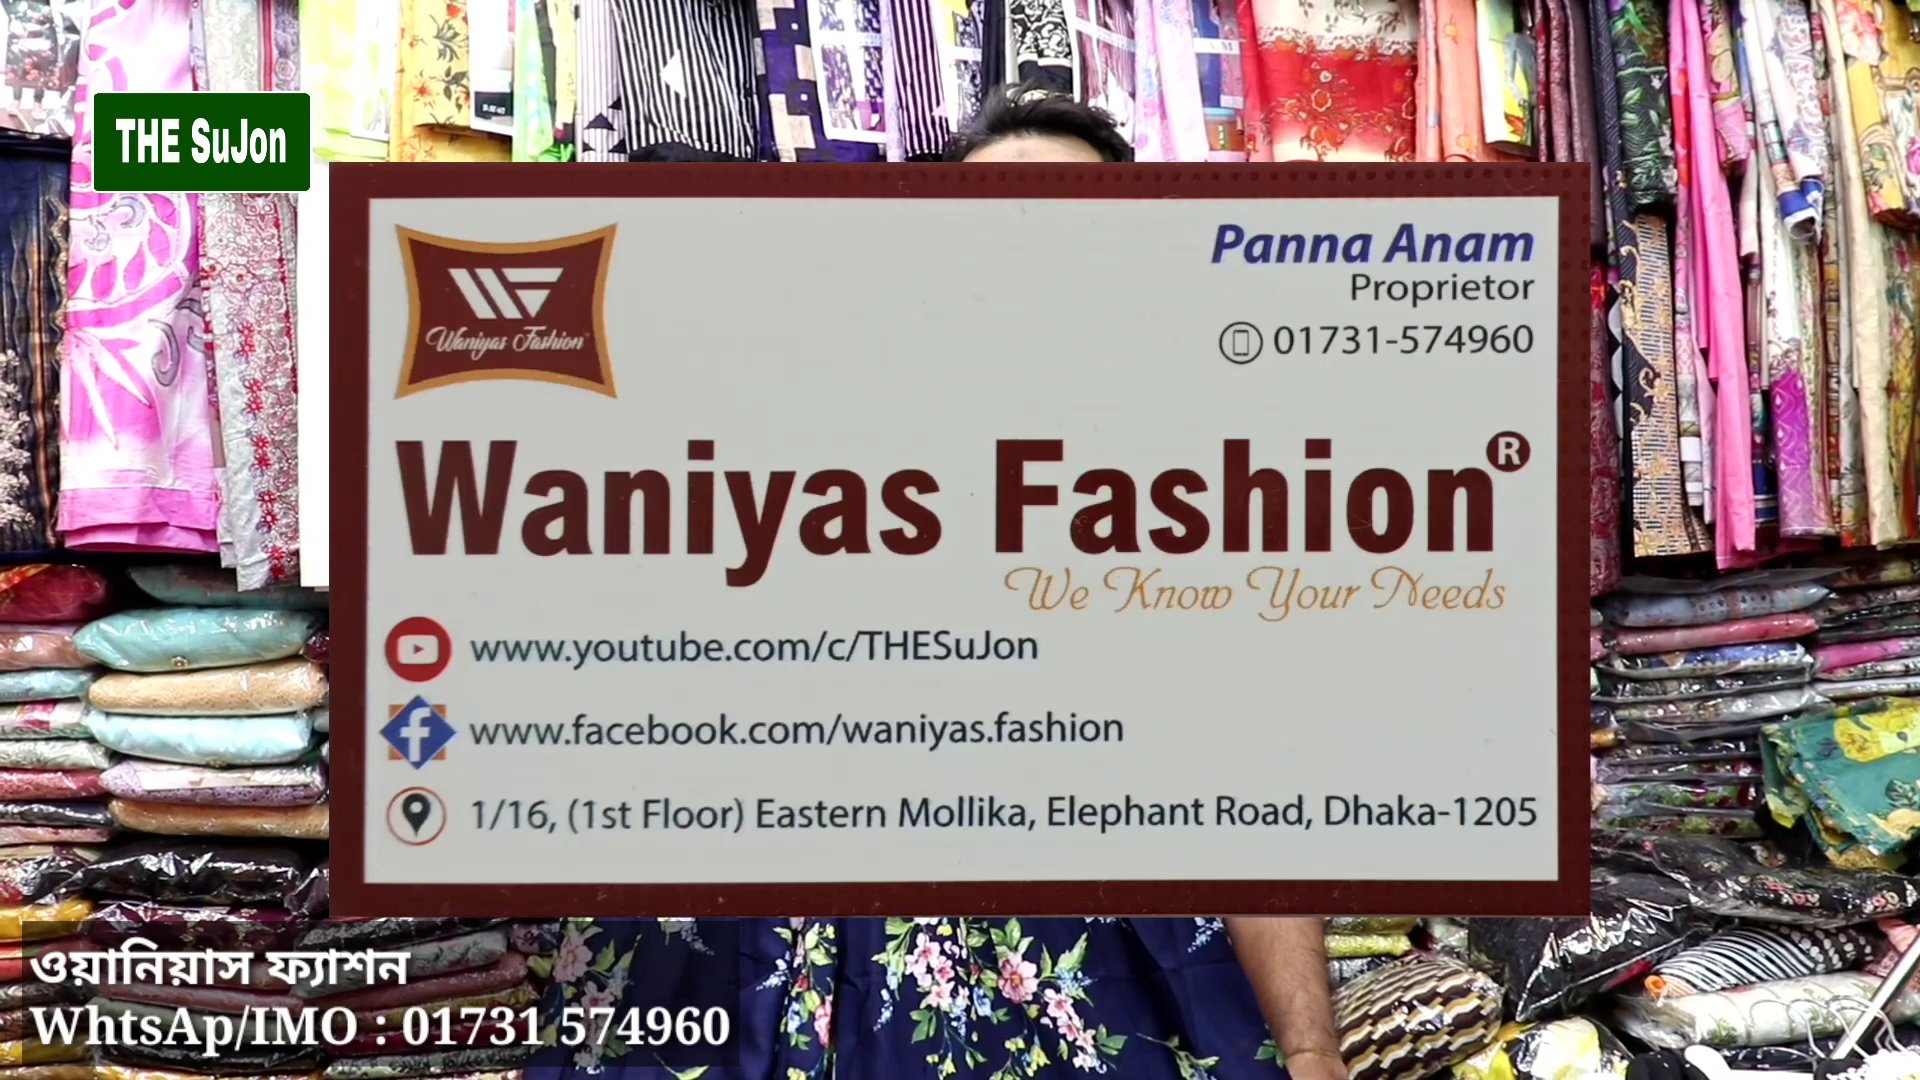 THE SuJon
Waniyas Fashion
Panna Anam
Proprietor
01731-574960
Waniyas Fashion®
We Know Your Needs
www.youtube.com/c/THESuJon
www.facebook.com/waniyas.fashion
1/16, (1st Floor) Eastern Mollika, Elephant Road, Dhaka-1205
ওয়ানিয়াস ফ্যাশন
WhtsAp/IMO : 01731 574960